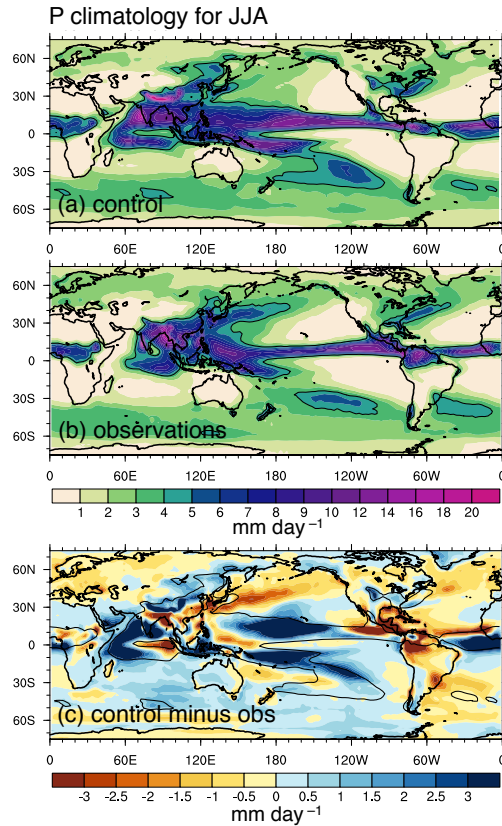 P climatology for JJA
60N
30N
0
30S
60S
(a) control
0 60E 120E 180 120W 60W 0
60N
30N
0
30S
60S
(b) observations
0 60E 120E 180 120W 60W 0
1 2 3 4 5 6 7 8 9 10 12 14 16 18 20
mm day⁻¹
60N
30N
0
30S
60S
(c) control minus obs
0 60E 120E 180 120W 60W 0
-3 -2.5 -2 -1.5 -1 -0.5 0 0.5 1 1.5 2 2.5 3
mm day⁻¹